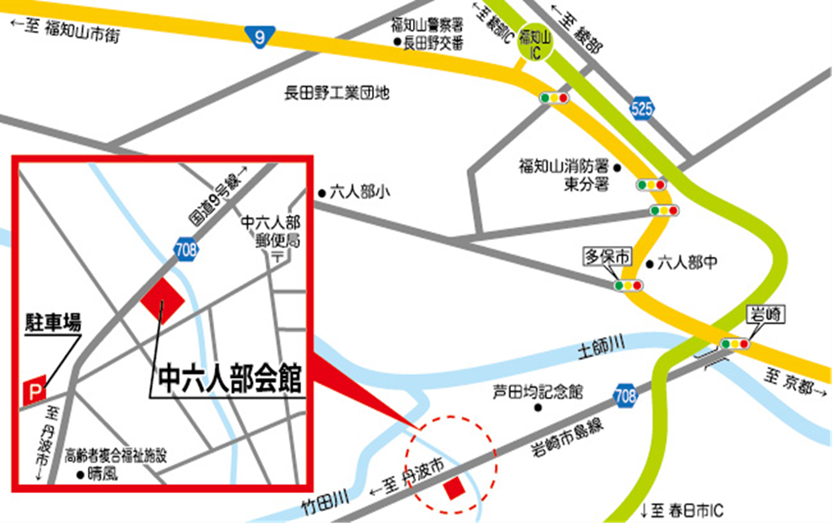 ←至 福知山市街
9
福知山警察署
長田野交番
←至 綾部IC
福知山
IC
←至 綾部
長田野工業団地
525
福知山消防署
東分署
六人部小
多保市
六人部中
岩崎
至 京都→
土師川
芦田均記念館
708
岩崎市島線
←至 丹波市
竹田川
↓至 春日市IC
国道9号線→
中六人部
郵便局
〒
708
駐車場
P
中六人部会館
至 丹波市→
高齢者複合福祉施設
晴風